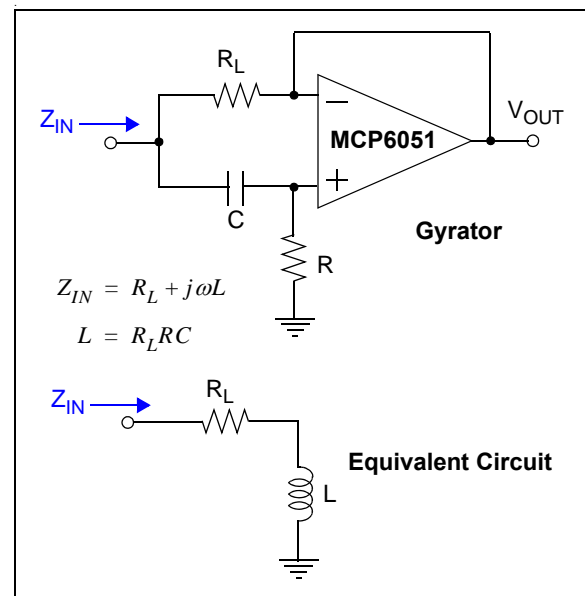 R_L
Z_IN
−
MCP6051
V_OUT
+
C
Gyrator
R
Z_IN = R_L + jωL
L = R_L RC
Z_IN
R_L
Equivalent Circuit
L